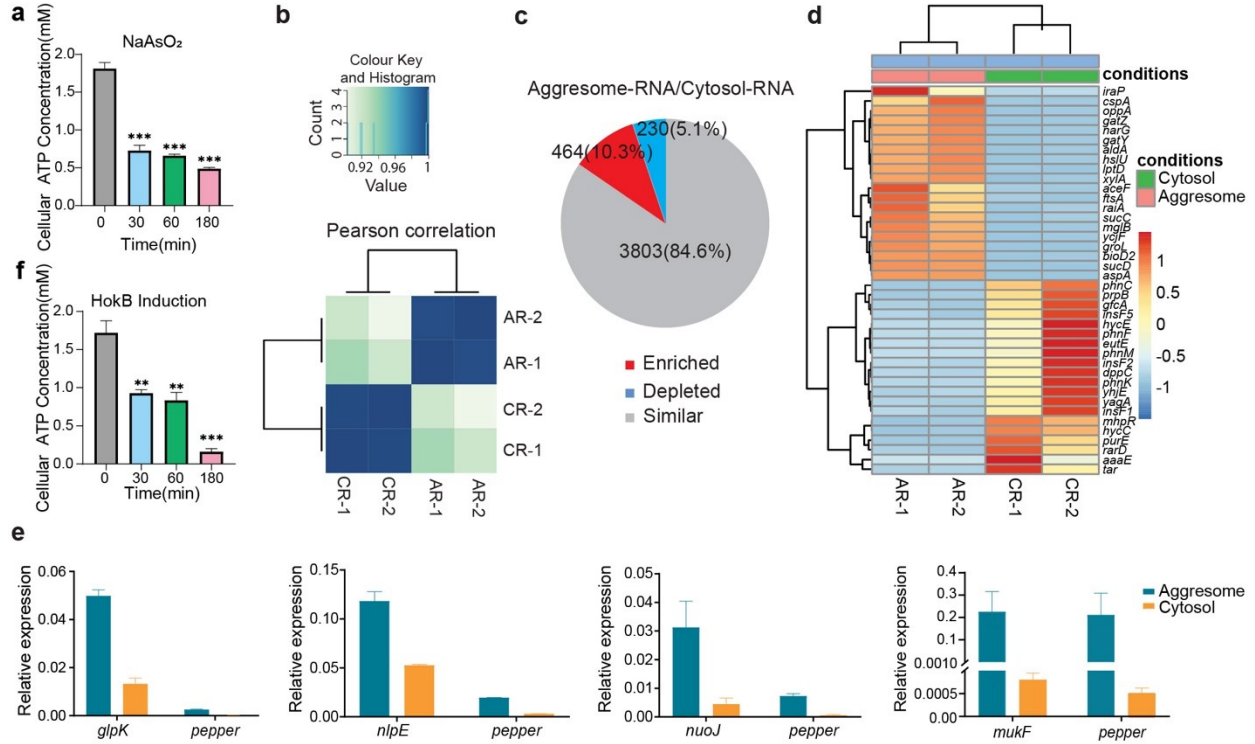 a
NaAsO₂
Cellular ATP Concentration(mM)
2.0
1.5
1.0
0.5
0.0
***
***
***
0 30 60 180
Time(min)
b
Colour Key
and Histogram
Count
4
3
2
1
0
0.92 0.96 1
Value
Pearson correlation
AR-2
AR-1
CR-2
CR-1
CR-1 CR-2 AR-1 AR-2
c
Aggresome-RNA/Cytosol-RNA
230(5.1%)
464(10.3%)
3803(84.6%)
Enriched
Depleted
Similar
d
conditions
iraP
cspA
oppA
gatZ
narG
gatY
aldA
hslU
lptD
xylA
aceF
ftsA
raiA
sucC
mglB
ycjF
groL
bioD2
sucD
aspA
phnC
prpB
gfcA
insF5
hycE
phnF
eutE
phnM
insF2
dppC
phnK
yhjE
yagA
insF1
mhpR
hycC
purE
rarD
aaaE
tar
AR-1 AR-2 CR-1 CR-2
conditions
Cytosol
Aggresome
1
0.5
0
-0.5
-1
f
HokB Induction
Cellular ATP Concentration(mM)
2.0
1.5
1.0
0.5
0.0
**
**
***
0 30 60 180
Time(min)
e
Relative expression
0.06
0.04
0.02
0.00
glpK pepper
Relative expression
0.15
0.10
0.05
0.00
nlpE pepper
Relative expression
0.05
0.04
0.03
0.02
0.01
0.00
nuoJ pepper
Relative expression
0.4
0.3
0.2
0.1
0.0010
0.0005
0.00
mukF pepper
Aggresome
Cytosol